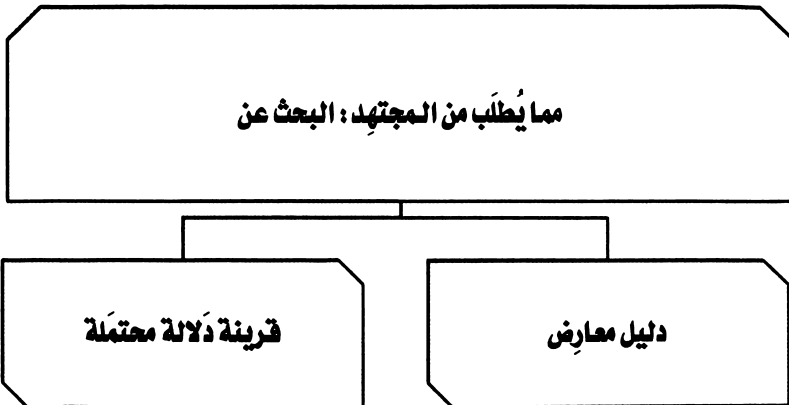 مما يُطلَب من المجتهِد : البحث عن
دليل معارِض
قرينة دَلالة محتمَلة